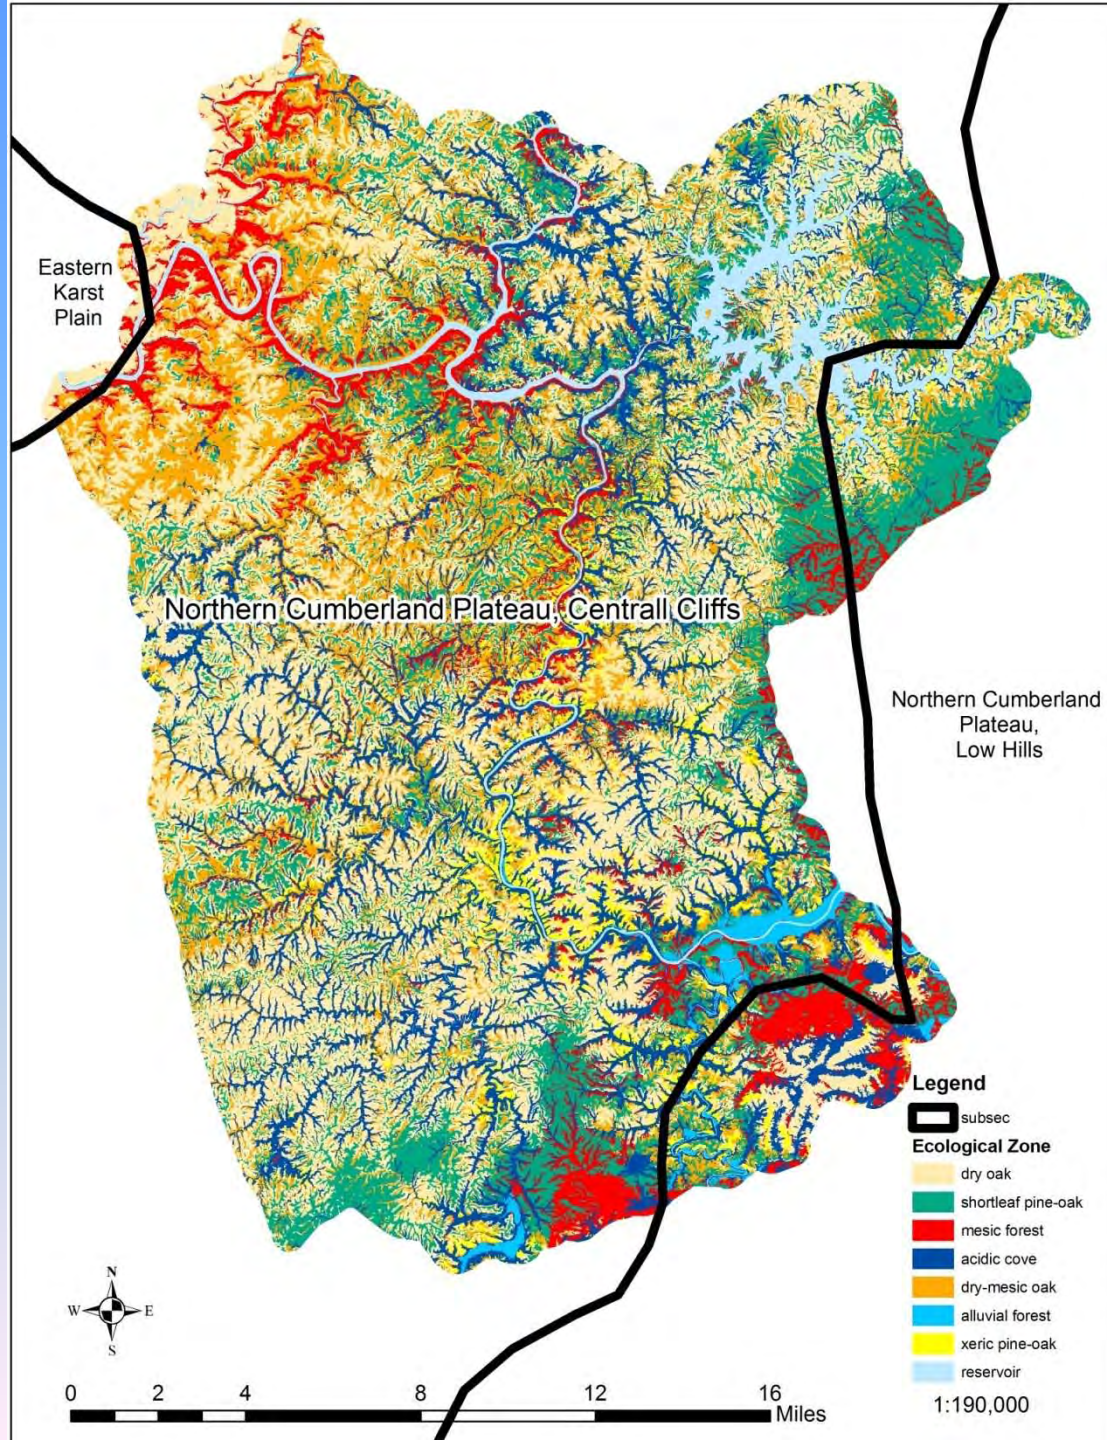 Eastern
Karst
Plain
Northern Cumberland Plateau, Centrall Cliffs
Northern Cumberland
Plateau,
Low Hills
Legend
subsec
Ecological Zone
dry oak
shortleaf pine-oak
mesic forest
acidic cove
dry-mesic oak
alluvial forest
xeric pine-oak
reservoir
1:190,000
N
W E
S
0 2 4 8 12 16
Miles